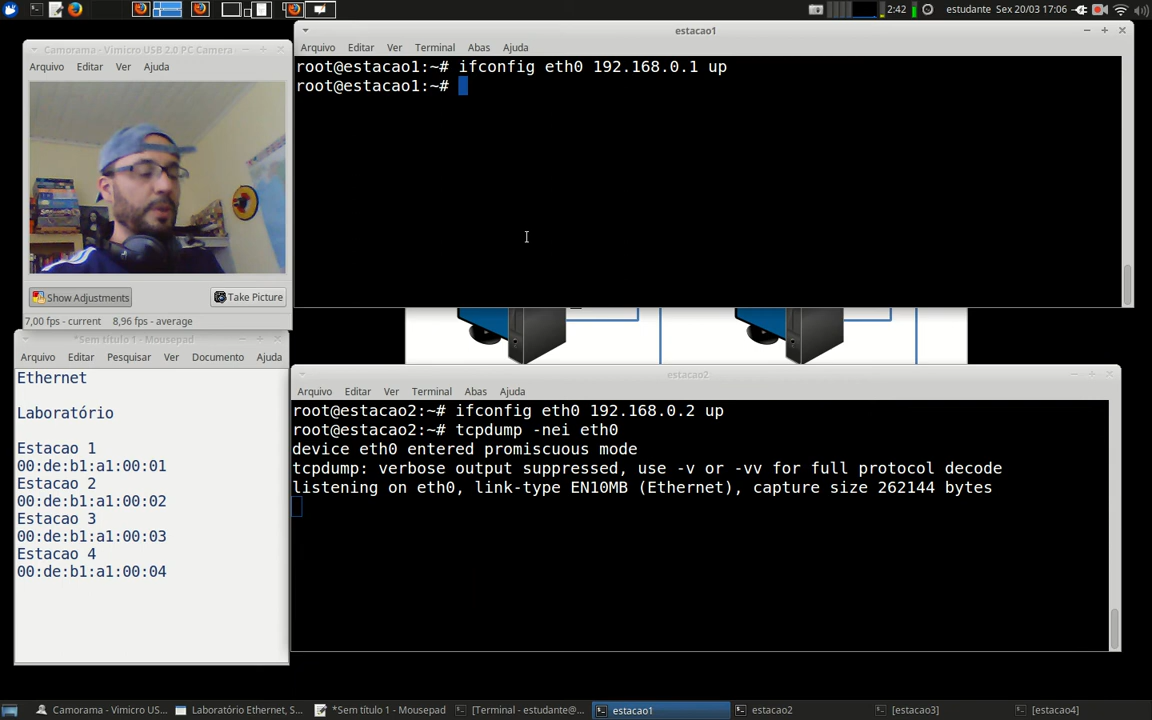 2:42
estudante
Sex 20/03 17:06
Camorama - Vimicro USB 2.0 PC Camera
Arquivo Editar Ver Ajuda
Show Adjustments
Take Picture
7,00 fps - current 8,96 fps - average
estacao1
Arquivo Editar Ver Terminal Abas Ajuda
root@estacao1:~# ifconfig eth0 192.168.0.1 up
root@estacao1:~#
*Sem título 1 - Mousepad
Arquivo Editar Pesquisar Ver Documento Ajuda
Ethernet
Laboratório
Estacao 1
00:de:b1:a1:00:01
Estacao 2
00:de:b1:a1:00:02
Estacao 3
00:de:b1:a1:00:03
Estacao 4
00:de:b1:a1:00:04
estacao2
Arquivo Editar Ver Terminal Abas Ajuda
root@estacao2:~# ifconfig eth0 192.168.0.2 up
root@estacao2:~# tcpdump -nei eth0
device eth0 entered promiscuous mode
tcpdump: verbose output suppressed, use -v or -vv for full protocol decode
listening on eth0, link-type EN10MB (Ethernet), capture size 262144 bytes
Camorama - Vimicro US...
Laboratório Ethernet, S...
*Sem título 1 - Mousepad
[Terminal - estudante@...
estacao1
estacao2
[estacao3]
[estacao4]